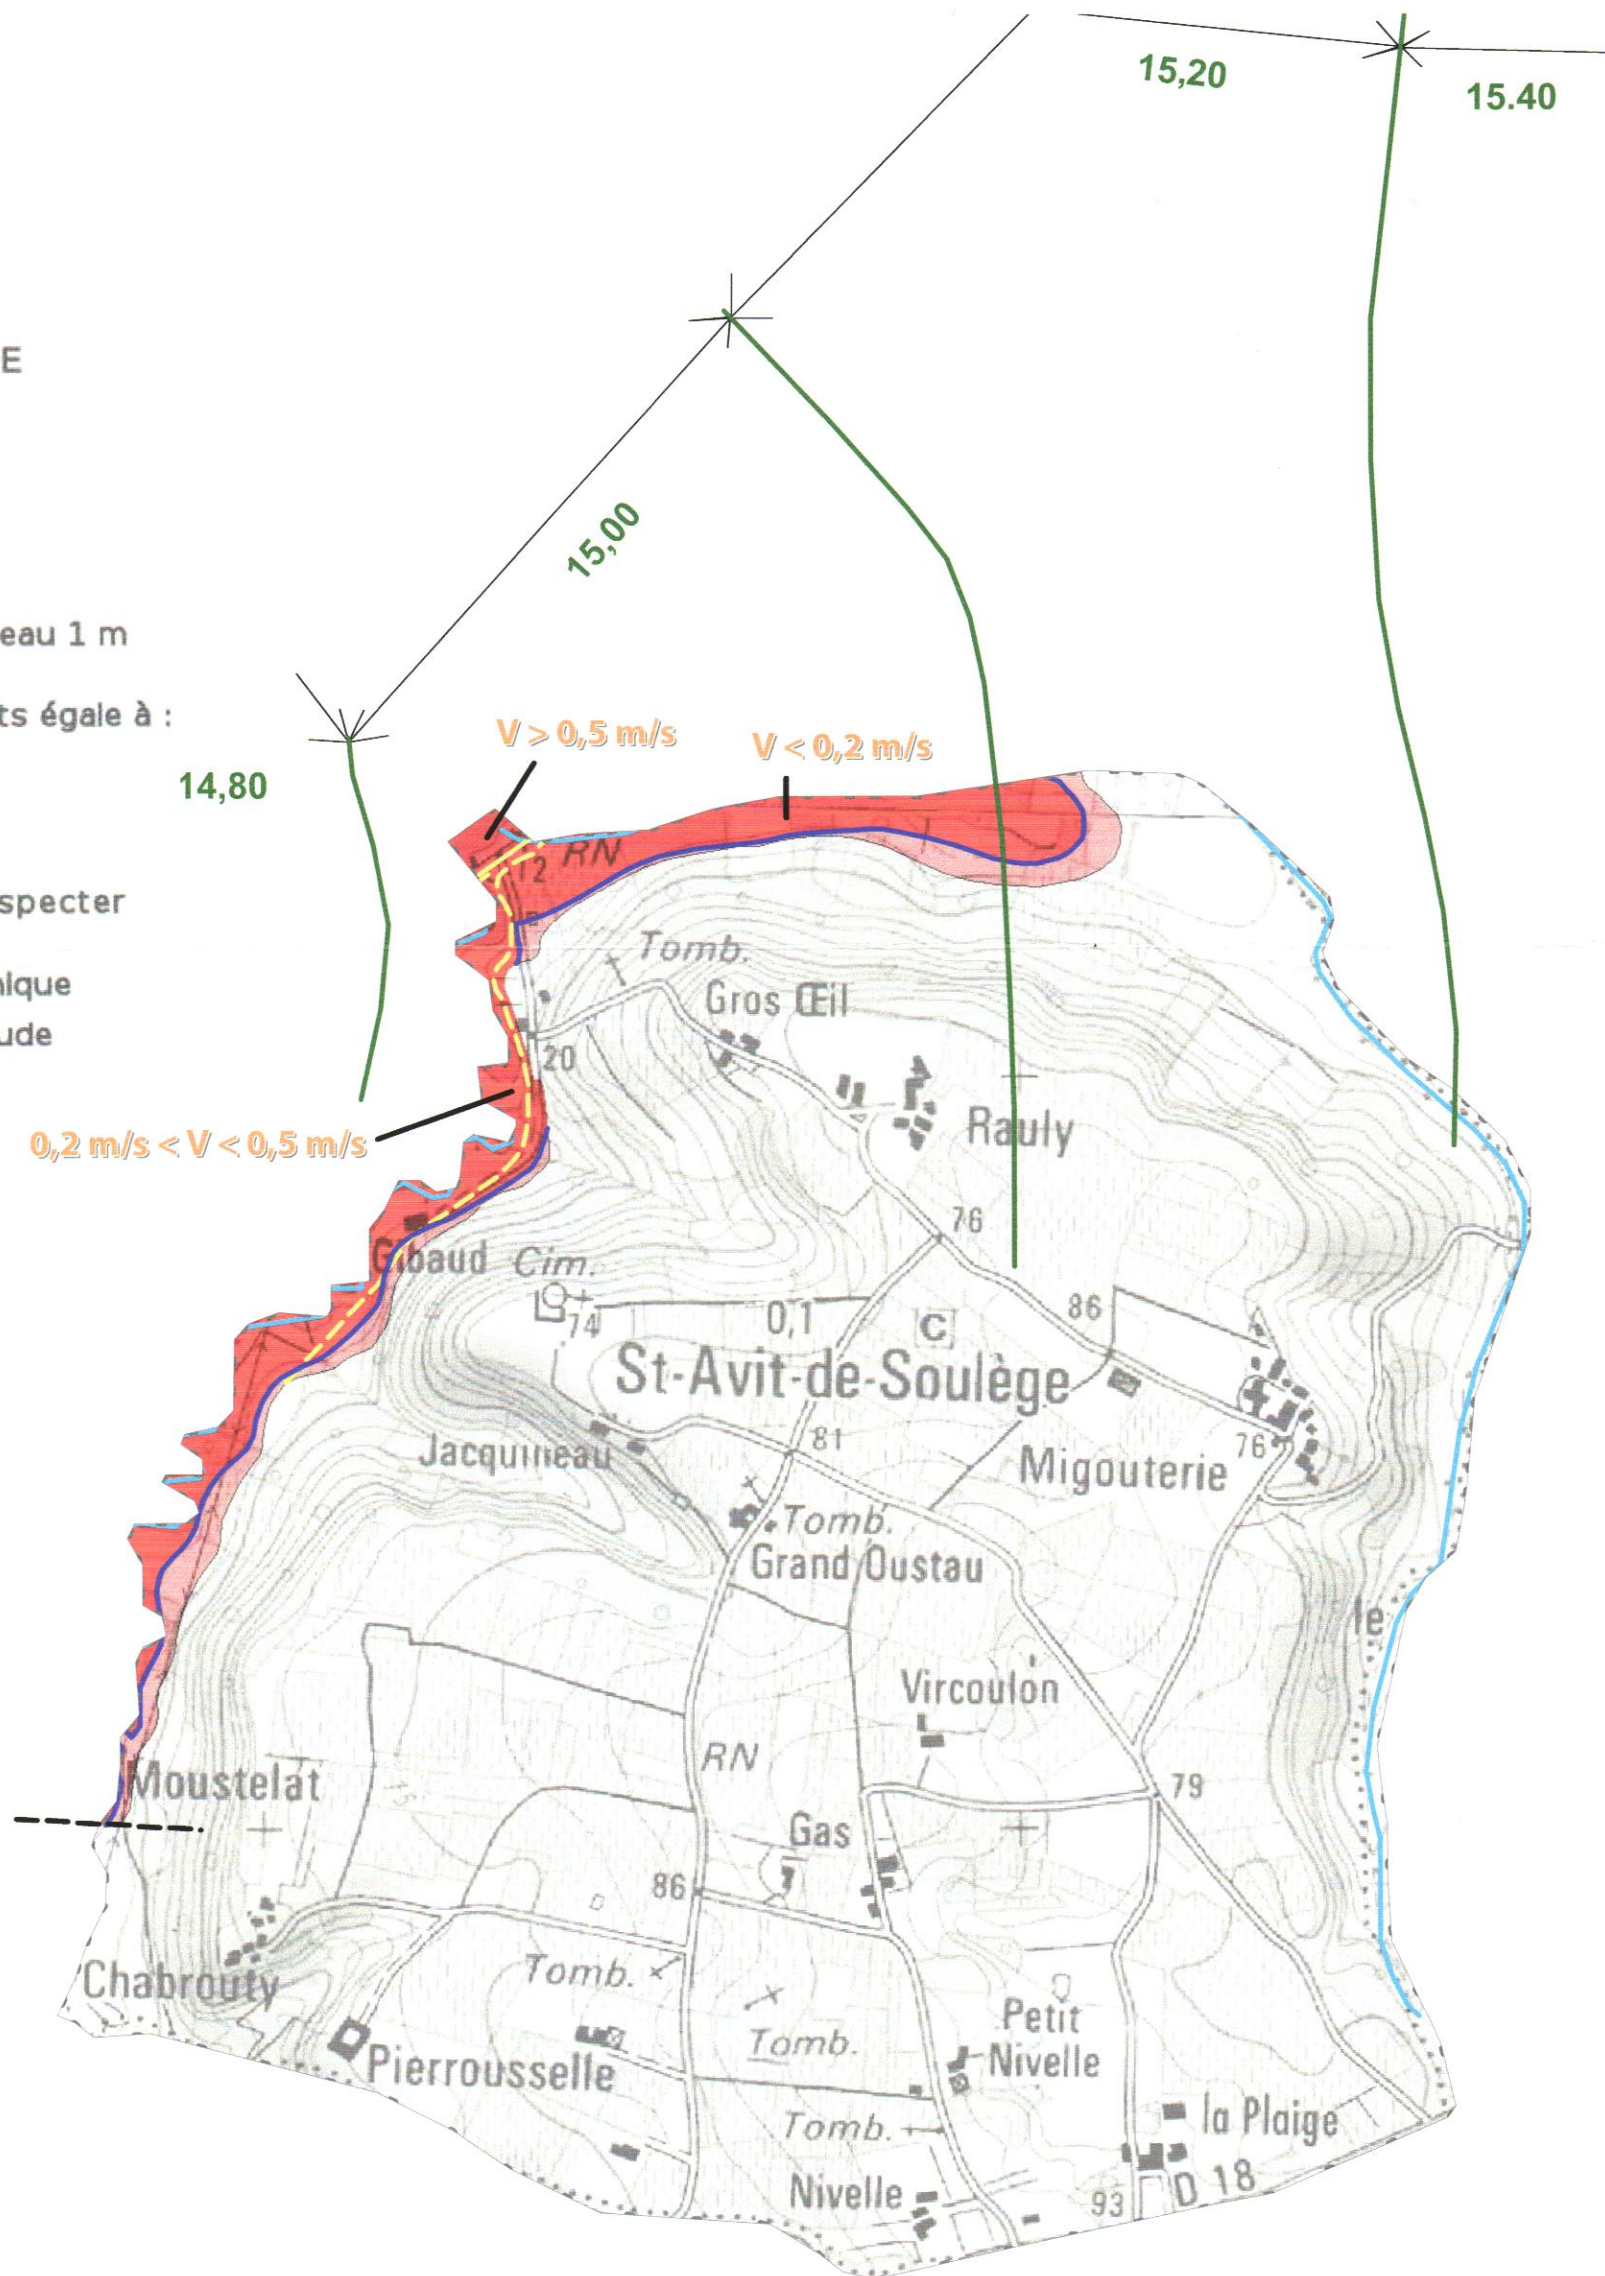 15,20
15.40
E
15,00
eau 1 m
ts égale à :
V > 0,5 m/s
V < 0,2 m/s
14,80
RN
12
specter
Tomb.
nique
Gros Œil
ude
20
Rauly
0,2 m/s < V < 0,5 m/s
76
Gibaud
Cim.
74
0,1
C
86
St-Avit-de-Soulège
81
Jacquineau
76
Migouterie
Tomb.
Grand Oustau
le
Vircoulon
RN
Moustelat
79
Gas
86
Tomb.
Chabrouty
Petit
Nivelle
Tomb.
Pierrousselle
la Plaige
Tomb.
D 18
Nivelle
93